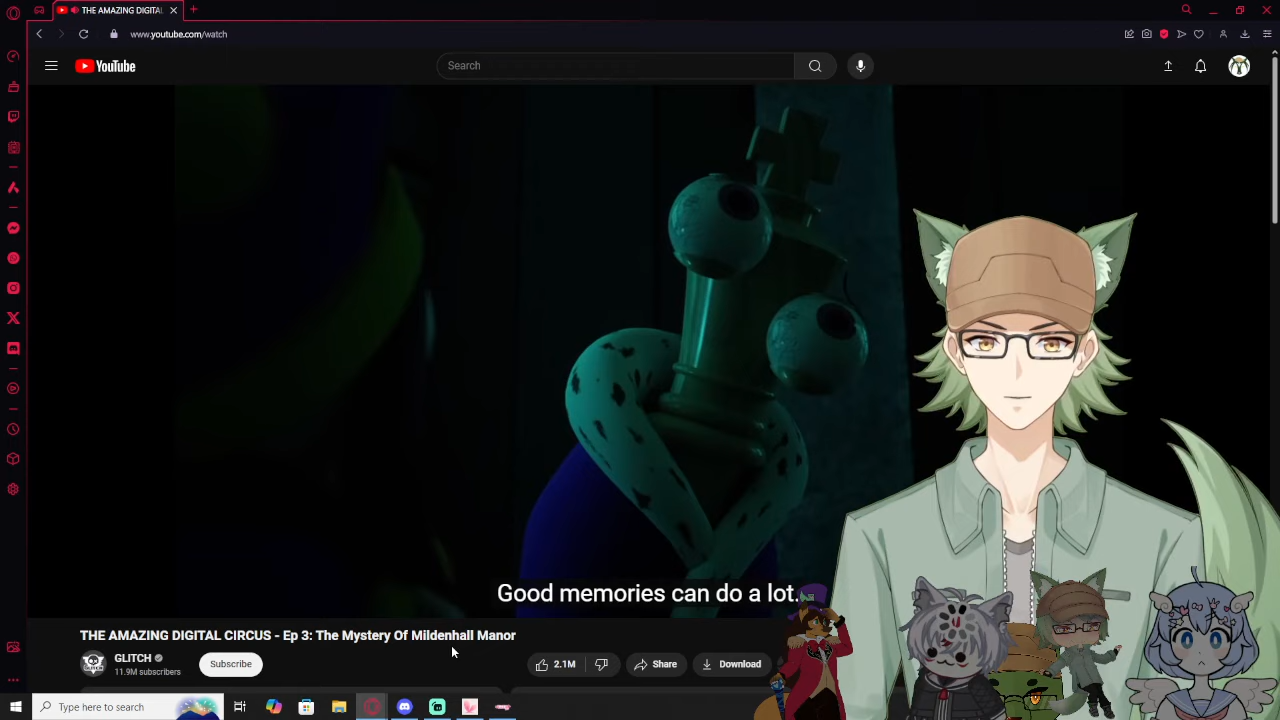 THE AMAZING DIGITAL
www.youtube.com/watch
YouTube
Search
Good memories can do a lot.
THE AMAZING DIGITAL CIRCUS - Ep 3: The Mystery Of Mildenhall Manor
GLITCH
11.9M subscribers
Subscribe
2.1M
Share
Download
Type here to search